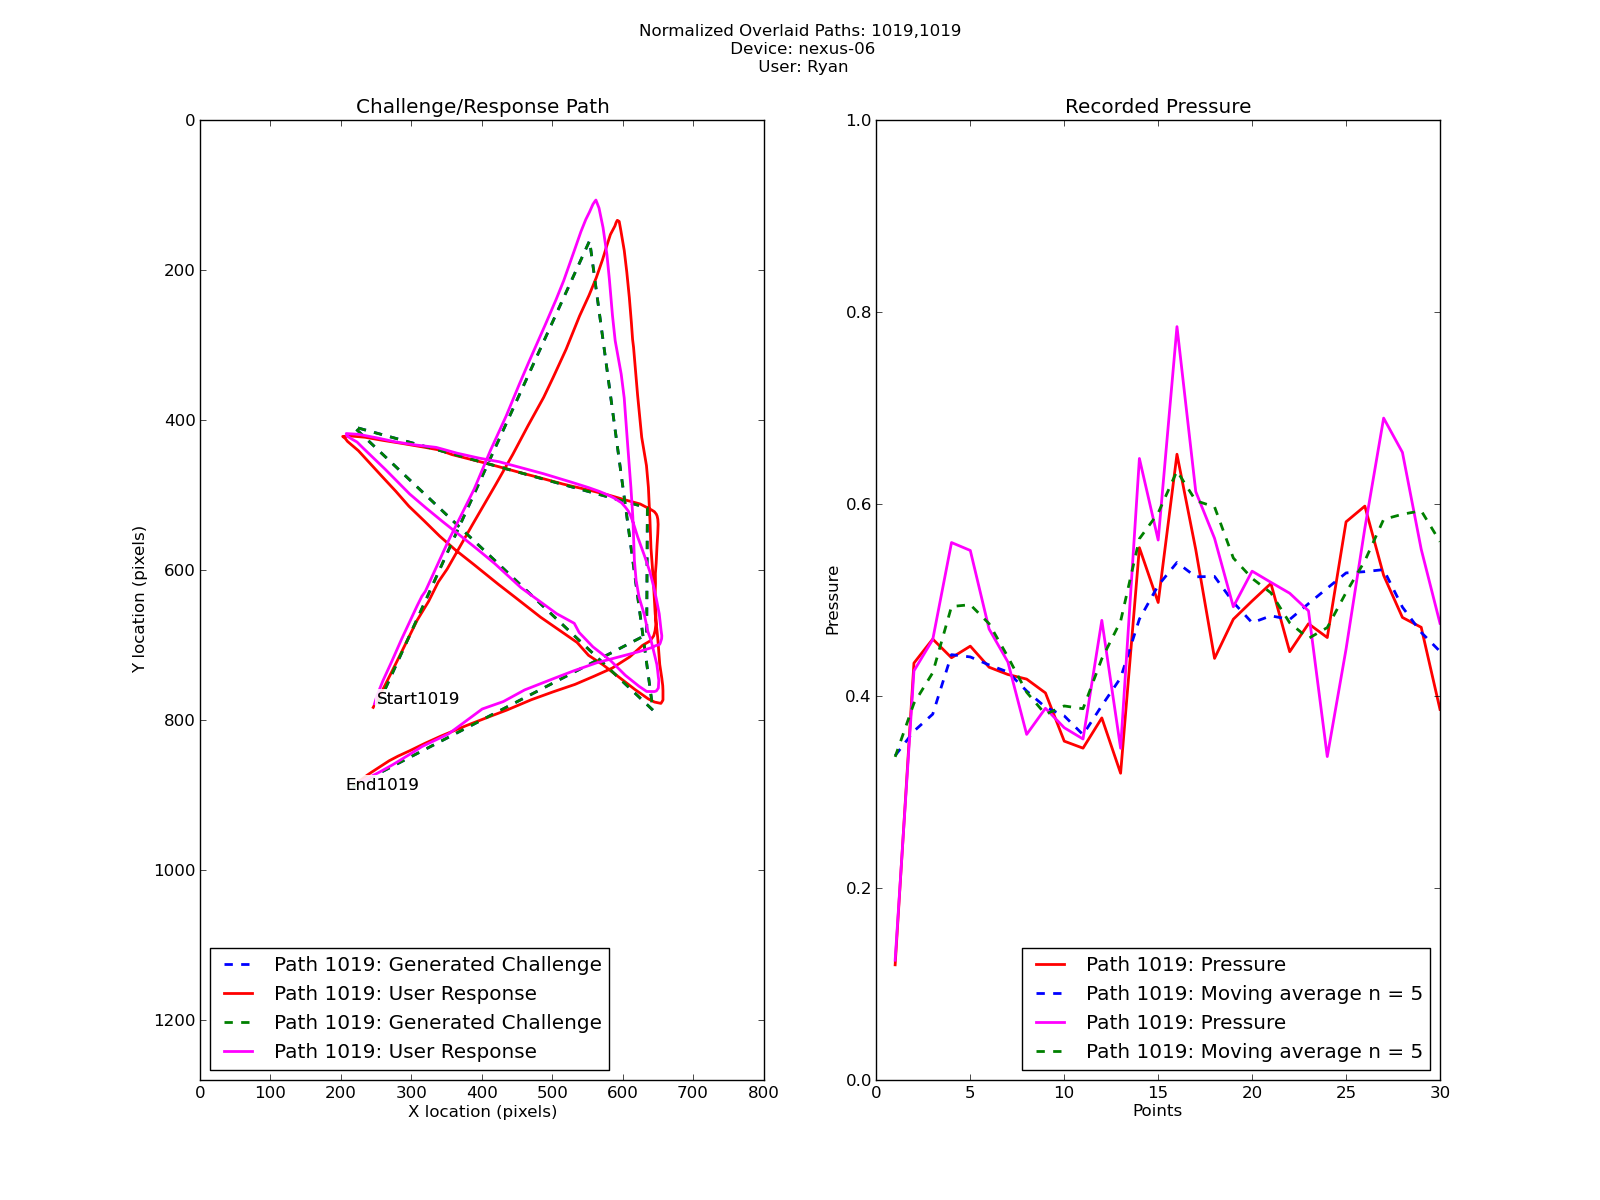 Normalized Overlaid Paths: 1019,1019
Device: nexus-06
User: Ryan
Challenge/Response Path
0
200
400
600
800
1000
1200
Y location (pixels)
Start1019
End1019
Path 1019: Generated Challenge
Path 1019: User Response
Path 1019: Generated Challenge
Path 1019: User Response
0 100 200 300 400 500 600 700 800
X location (pixels)
Recorded Pressure
1.0
0.8
0.6
0.4
0.2
0.0
Pressure
Path 1019: Pressure
Path 1019: Moving average n = 5
Path 1019: Pressure
Path 1019: Moving average n = 5
0 5 10 15 20 25 30
Points